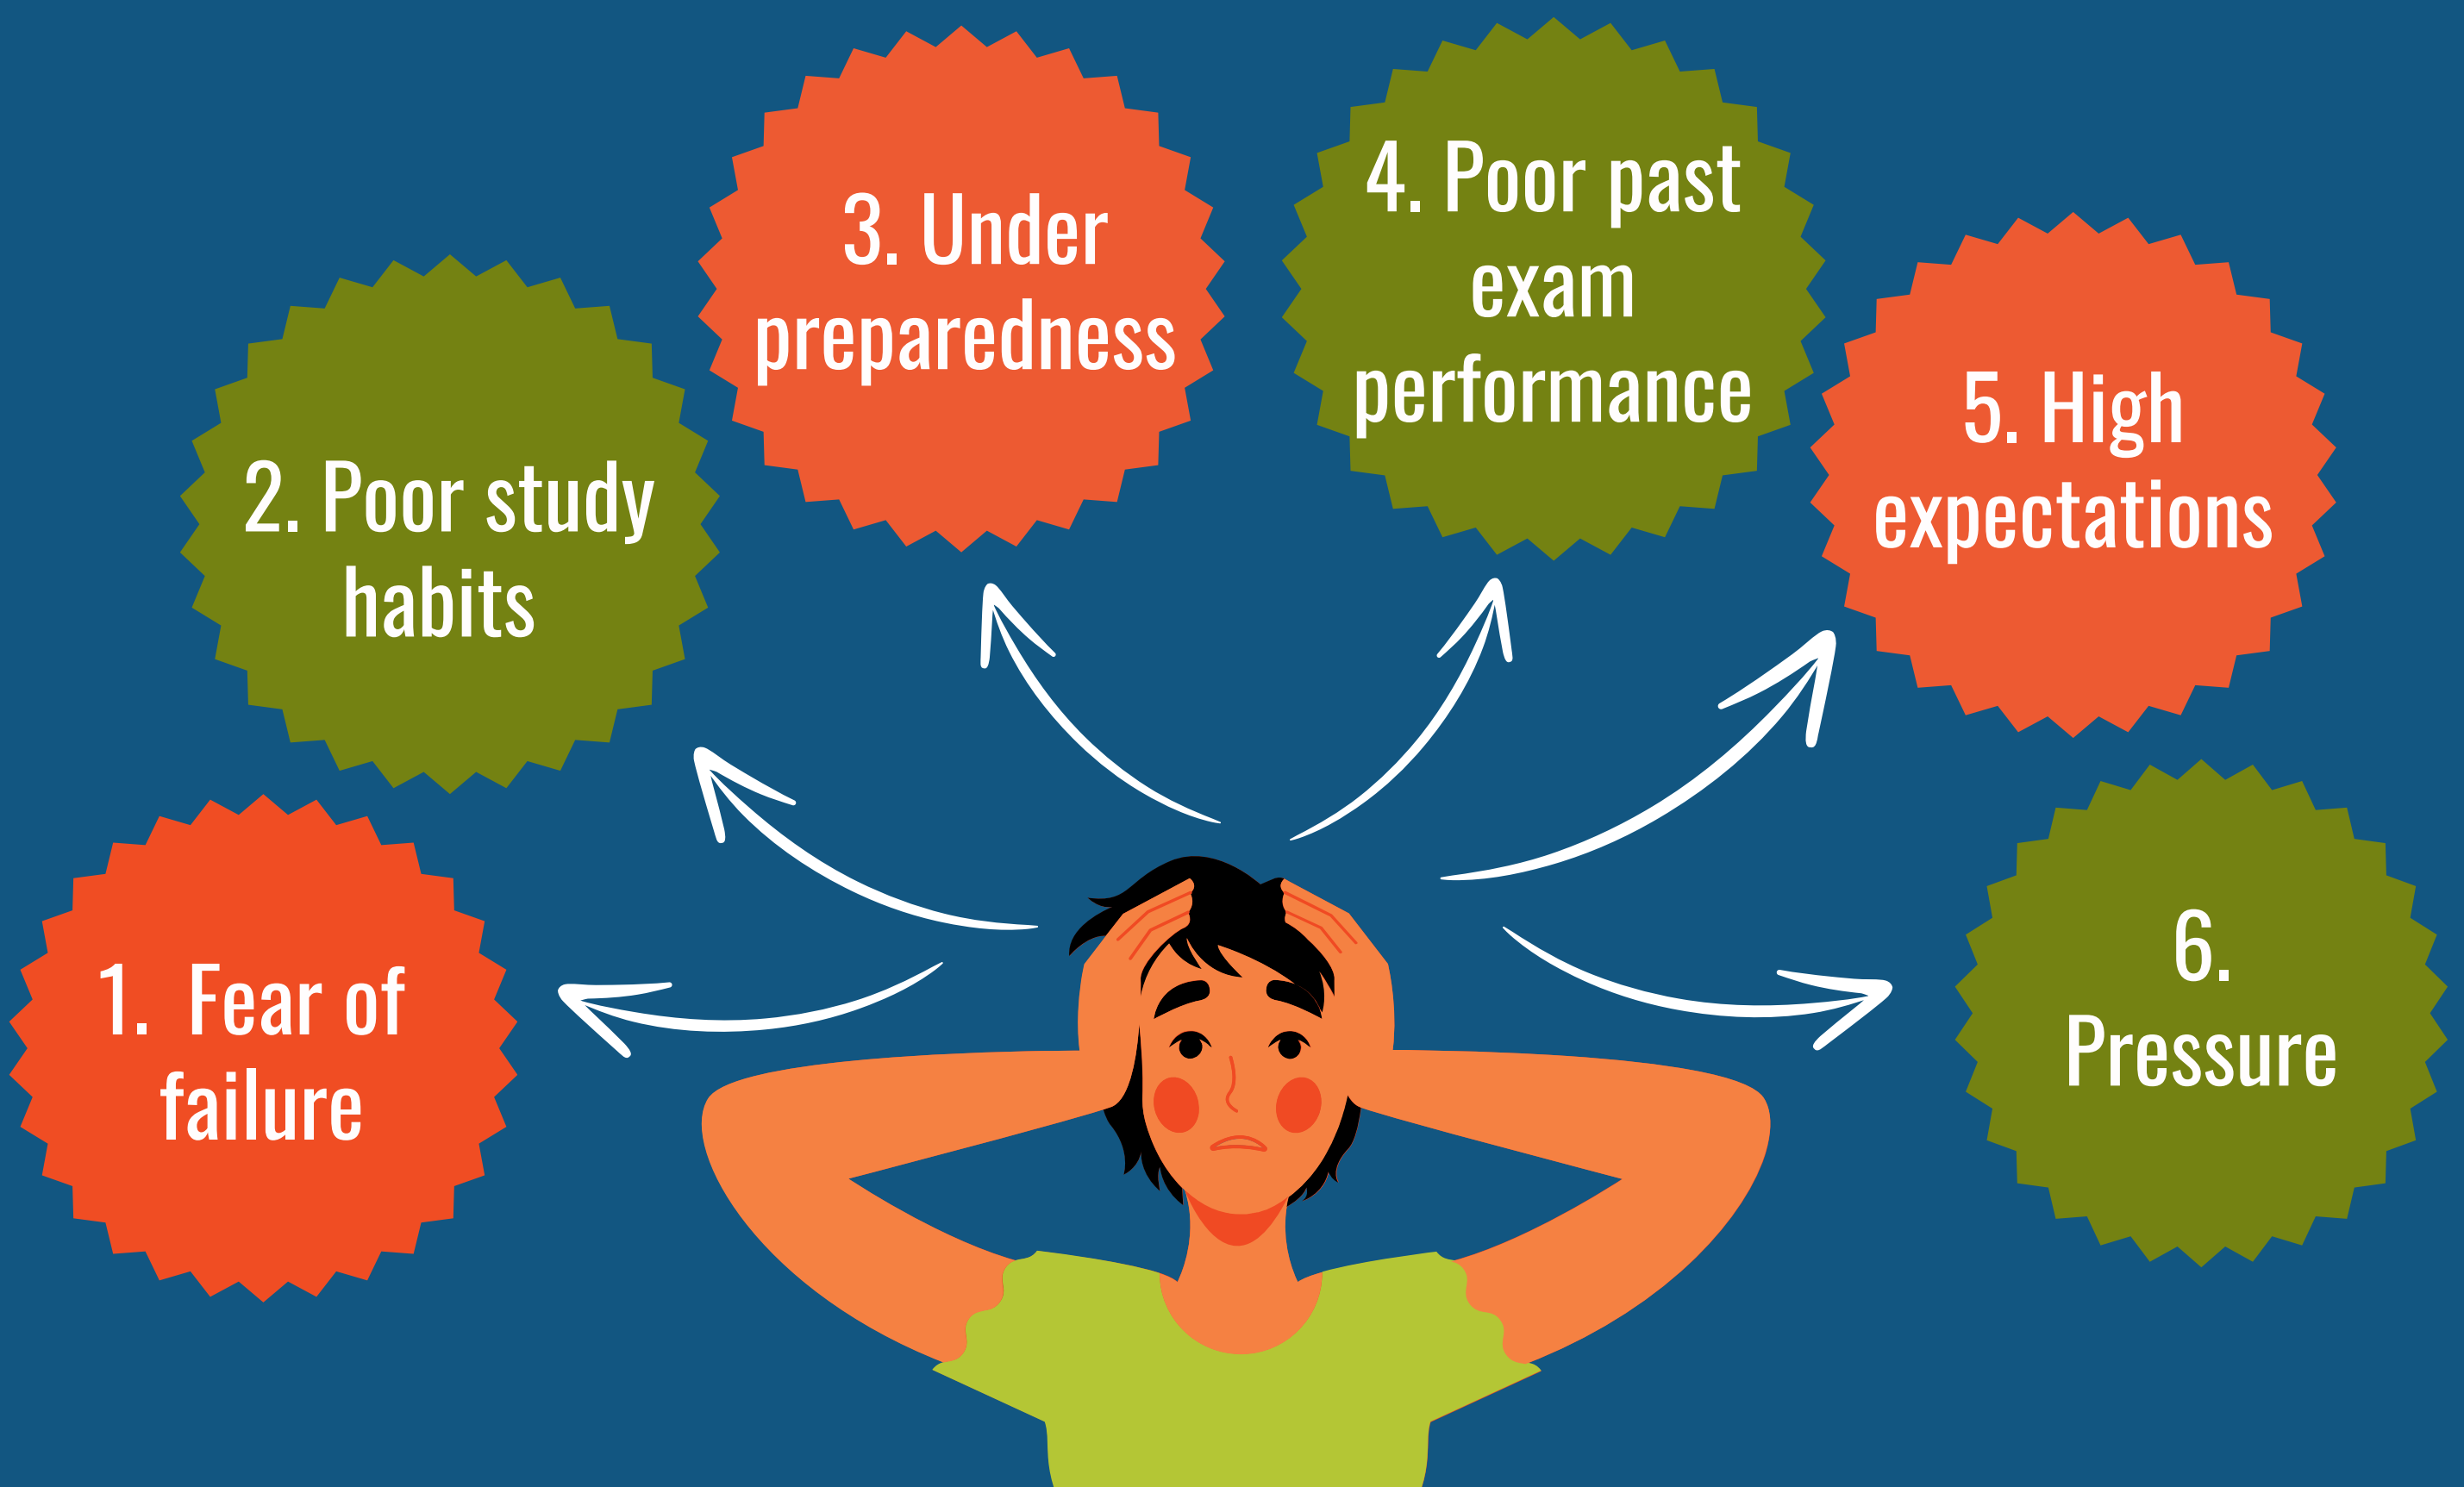 1. Fear of
failure
2. Poor study
habits
3. Under
preparedness
4. Poor past
exam
performance
5. High
expectations
6.
Pressure